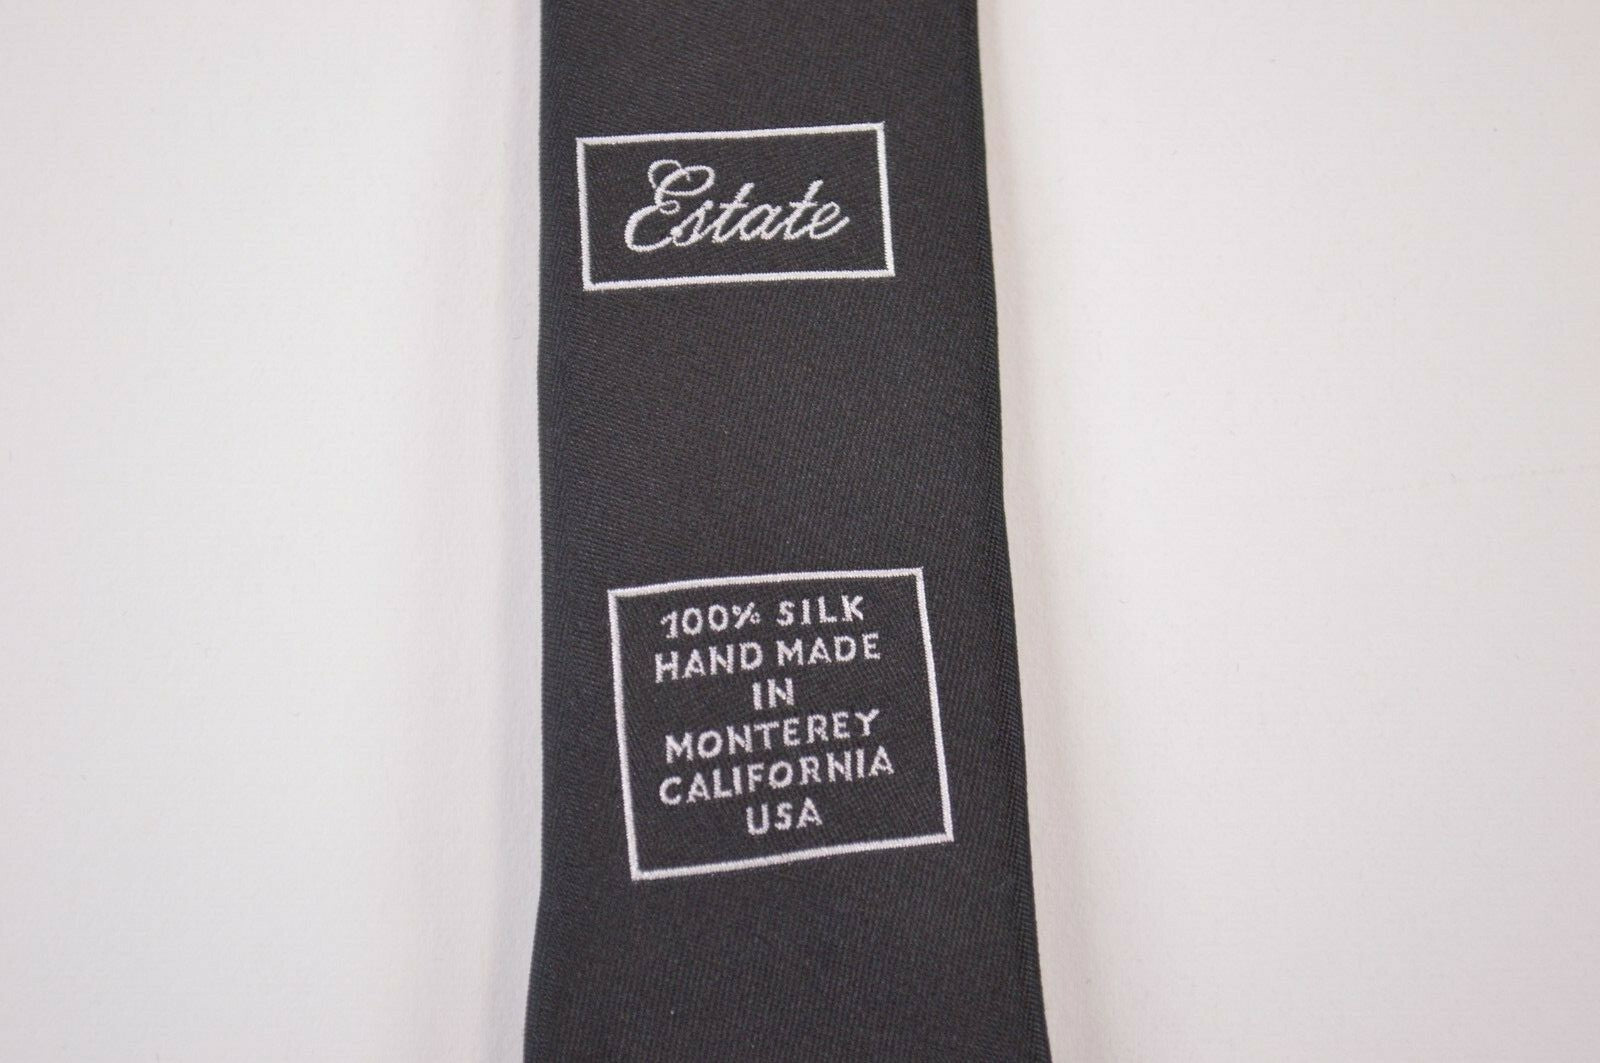 Estate
100% SILK
HAND MADE
IN
MONTEREY
CALIFORNIA
USA